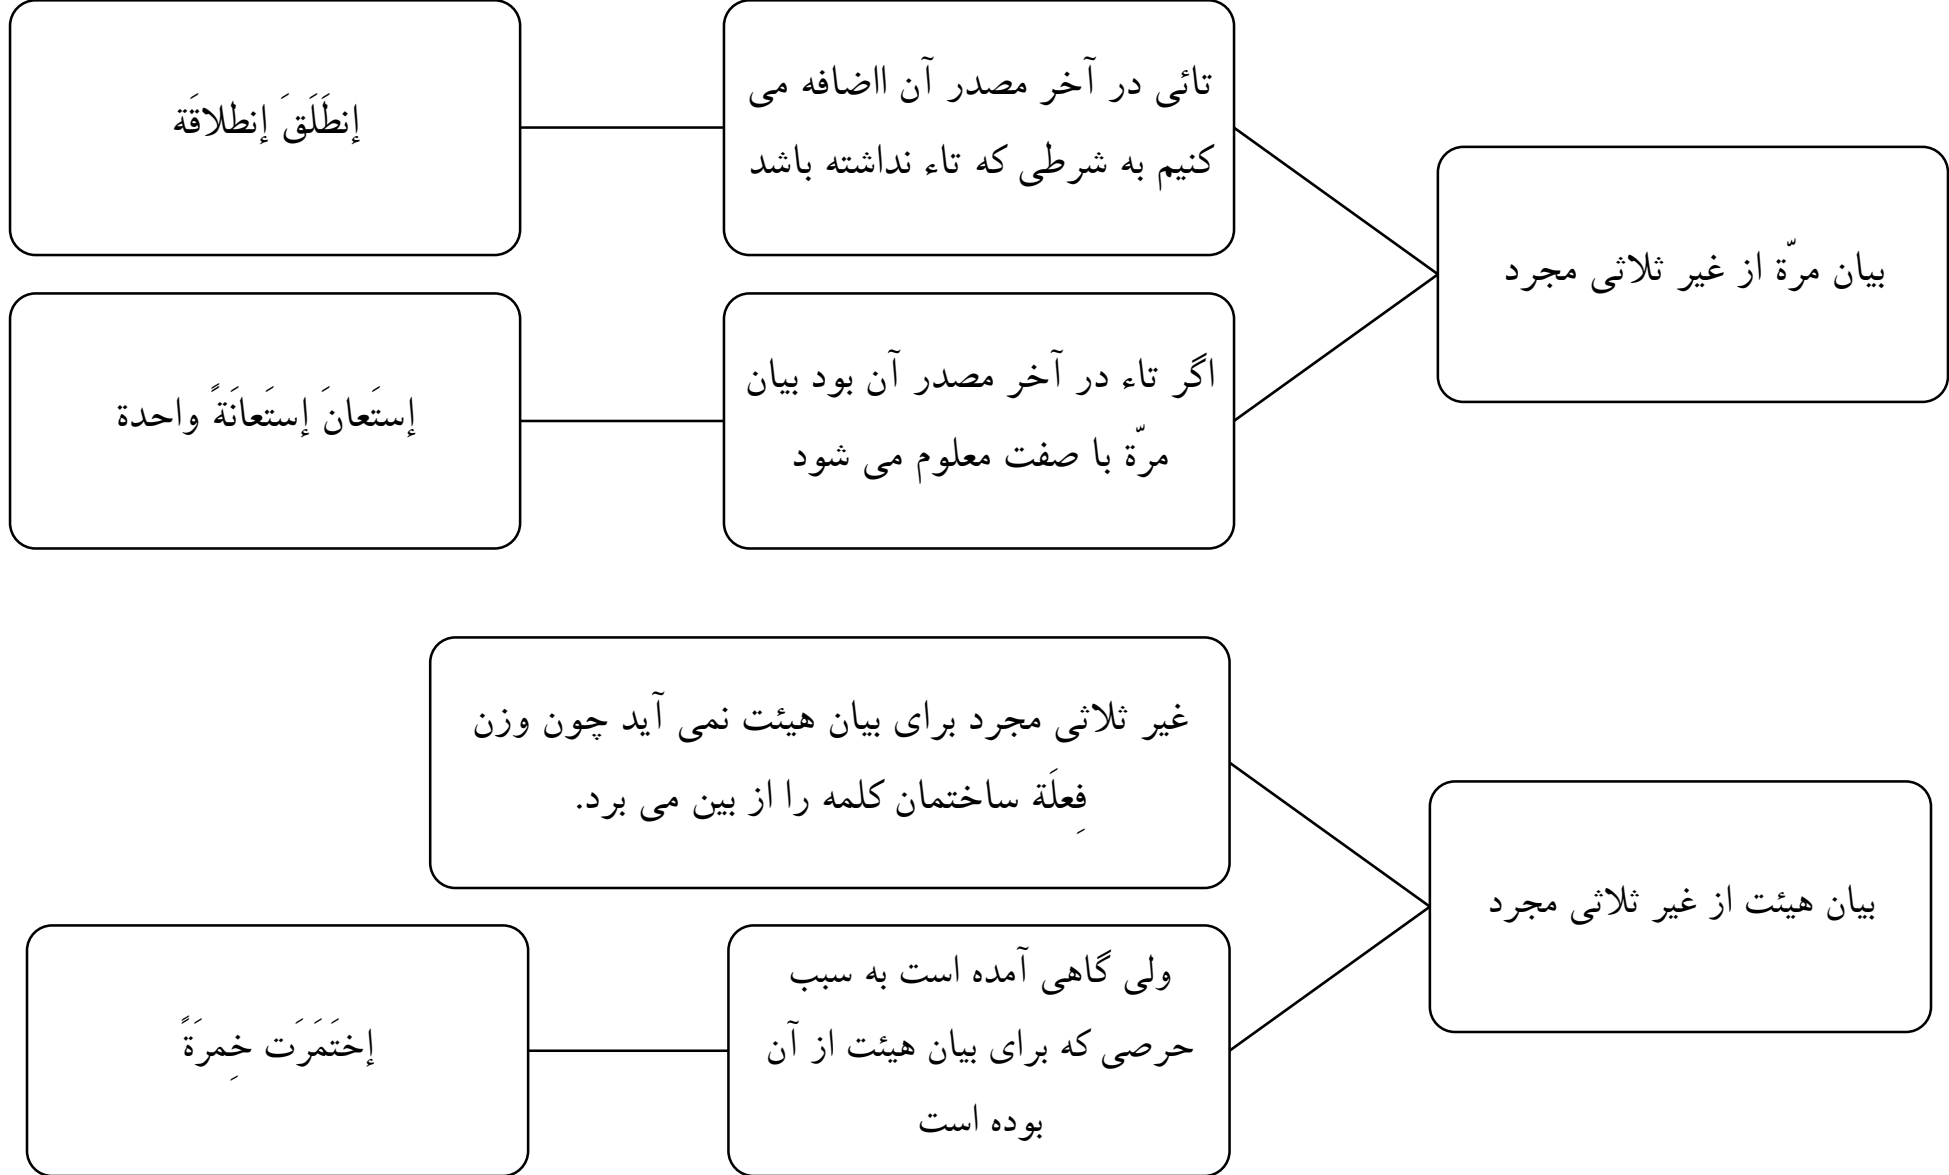 بیان مرّة از غیر ثلاثی مجرد
تائی در آخر مصدر آن ااضافه می
کنیم به شرطی که تاء نداشته باشد
إنطَلَقَ إنطلاقَة
اگر تاء در آخر مصدر آن بود بیان
مرّة با صفت معلوم می شود
إستَعانَ إستَعانَةً واحدة
بیان هیئت از غیر ثلاثی مجرد
غیر ثلاثی مجرد برای بیان هیئت نمی آید چون وزن
فِعلَة ساختمان کلمه را از بین می برد.
ولی گاهی آمده است به سبب
حرصی که برای بیان هیئت از آن
بوده است
إختَمَرَت خِمرَةً